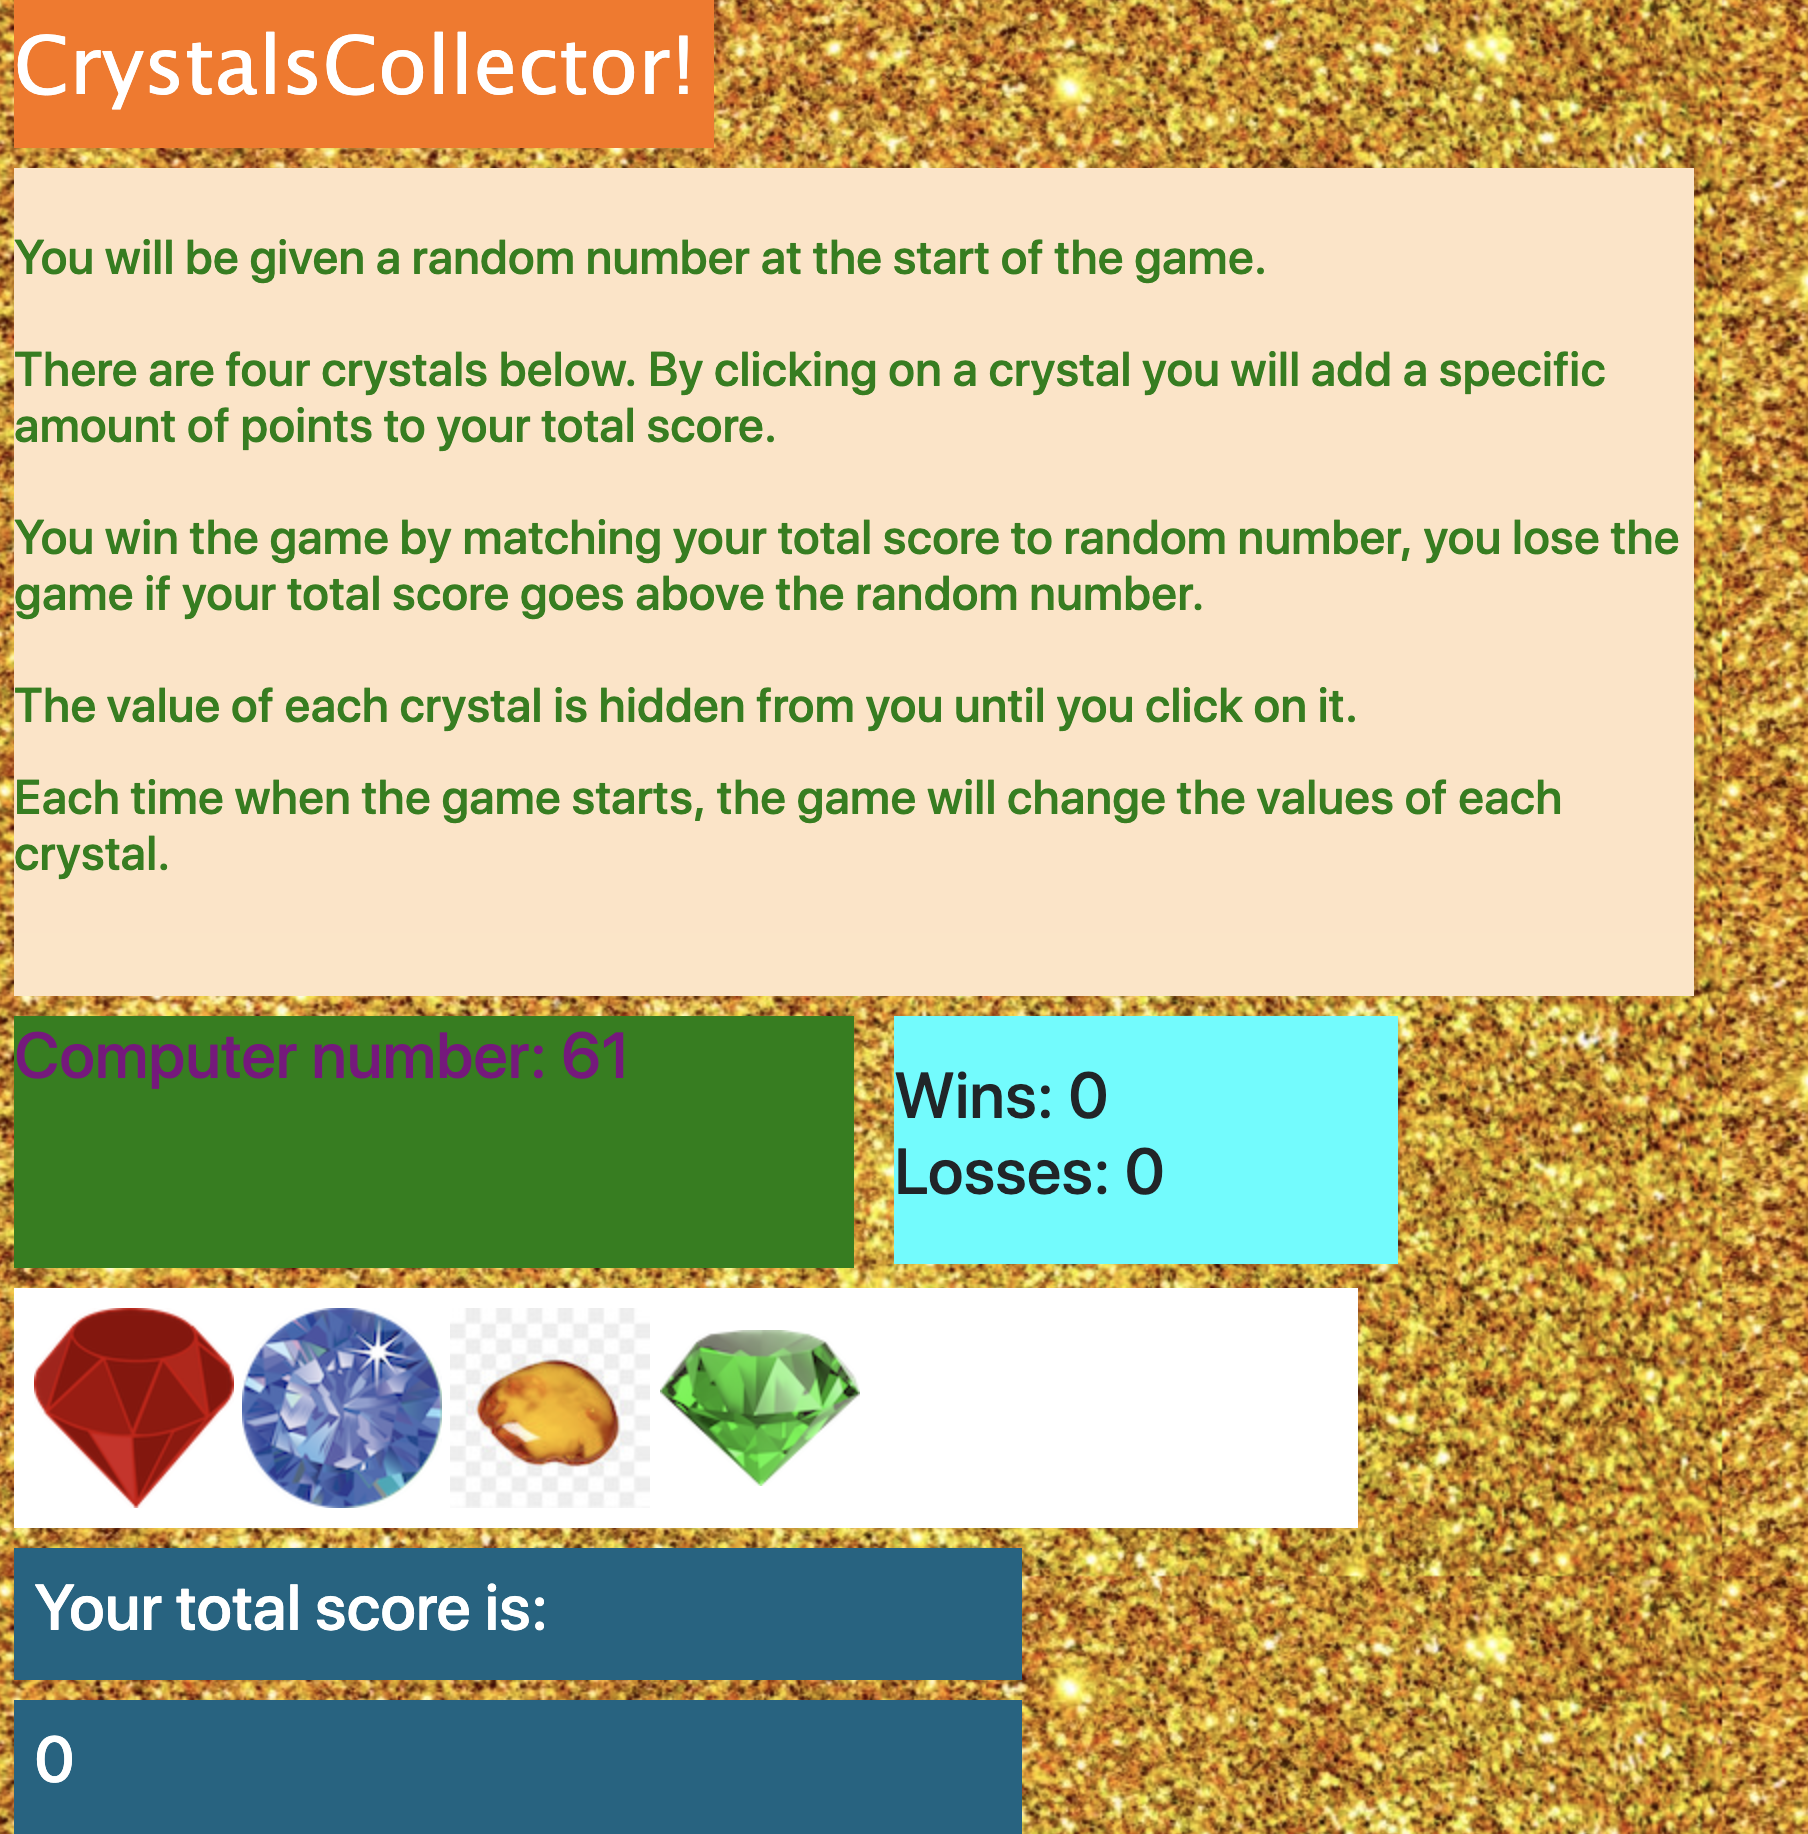 CrystalsCollector!
You will be given a random number at the start of the game.
There are four crystals below. By clicking on a crystal you will add a specific
amount of points to your total score.
You win the game by matching your total score to random number, you lose the
game if your total score goes above the random number.
The value of each crystal is hidden from you until you click on it.
Each time when the game starts, the game will change the values of each
crystal.
Computer number: 61
Wins: 0
Losses: 0
Your total score is:
0